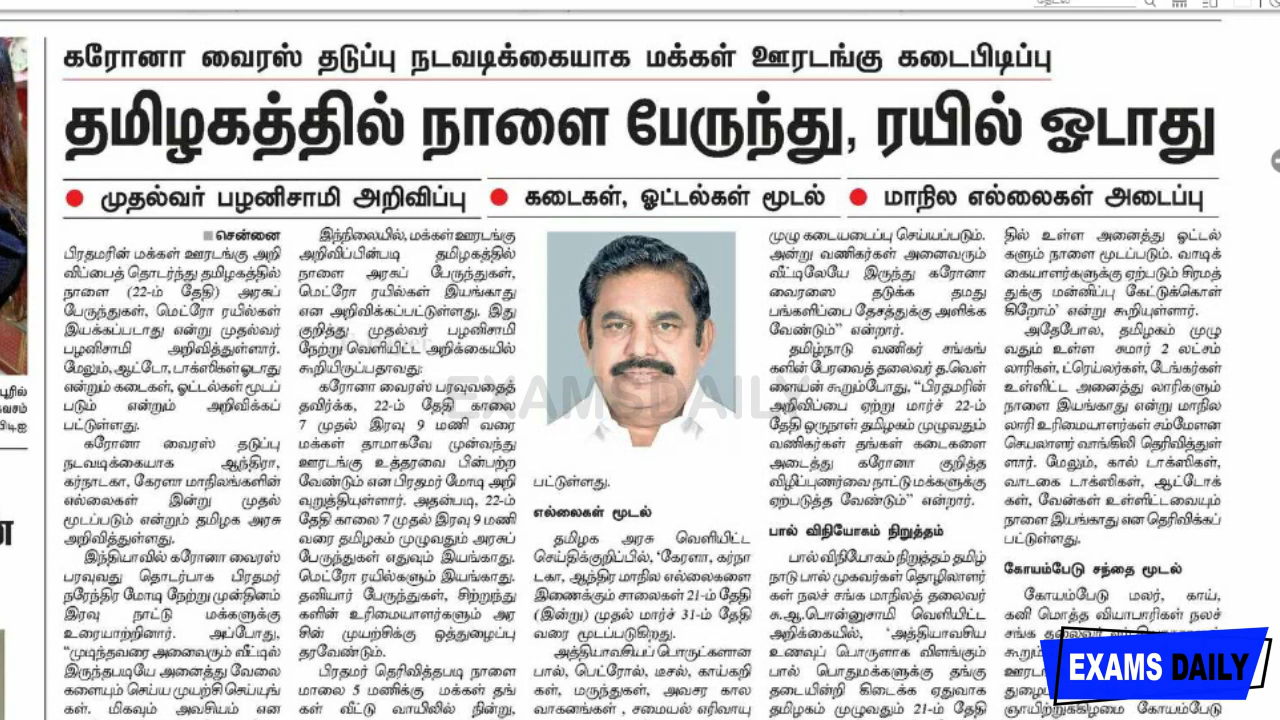 கரோனா வைரஸ் தடுப்பு நடவடிக்கையாக மக்கள் ஊரடங்கு கடைபிடிப்பு
தமிழகத்தில் நாளை பேருந்து, ரயில் ஓடாது
முதல்வர் பழனிசாமி அறிவிப்பு
கடைகள், ஓட்டல்கள் மூடல்
மாநில எல்லைகள் அடைப்பு
சென்னை
பிரதமரின் மக்கள் ஊரடங்கு அறி
விப்பைத் தொடர்ந்து தமிழகத்தில்
நாளை (22-ம் தேதி) அரசுப்
பேருந்துகள், மெட்ரோ ரயில்கள்
இயக்கப்படாது என்று முதல்வர்
பழனிசாமி அறிவித்துள்ளார்.
மேலும், ஆட்டோ, டாக்ஸிகள் ஓடாது
என்றும் கடைகள், ஓட்டல்கள் மூடப்
படும் என்றும் அறிவிக்கப்
பட்டுள்ளது.
கரோனா வைரஸ் தடுப்பு
நடவடிக்கையாக ஆந்திரா,
கர்நாடகா, கேரளா மாநிலங்களின்
எல்லைகள் இன்று முதல்
மூடப்படும் என்றும் தமிழக அரசு
அறிவித்துள்ளது.
இந்தியாவில் கரோனா வைரஸ்
பரவுவது தொடர்பாக பிரதமர்
நரேந்திர மோடி நேற்று முன்தினம்
இரவு நாட்டு மக்களுக்கு
உரையாற்றினார். அப்போது,
“முடிந்தவரை அனைவரும் வீட்டில்
இருந்தபடியே அனைத்து வேலை
களையும் செய்ய முயற்சி செய்யுங்
கள். மிகவும் அவசியம் என
இந்நிலையில், மக்கள் ஊரடங்கு
அறிவிப்பின்படி தமிழகத்தில்
நாளை அரசுப் பேருந்துகள்,
மெட்ரோ ரயில்கள் இயங்காது
என அறிவிக்கப்பட்டுள்ளது. இது
குறித்து முதல்வர் பழனிசாமி
நேற்று வெளியிட்ட அறிக்கையில்
கூறியிருப்பதாவது:
கரோனா வைரஸ் பரவுவதைத்
தவிர்க்க, 22-ம் தேதி காலை
7 முதல் இரவு 9 மணி வரை
மக்கள் தாமாகவே முன்வந்து
ஊரடங்கு உத்தரவை பின்பற்ற
வேண்டும் என பிரதமர் மோடி அறி
வுறுத்தியுள்ளார். அதன்படி, 22-ம்
தேதி காலை 7 முதல் இரவு 9 மணி
வரை தமிழகம் முழுவதும் அரசுப்
பேருந்துகள் எதுவும் இயங்காது.
மெட்ரோ ரயில்களும் இயங்காது.
தனியார் பேருந்துகள், சிற்றுந்து
களின் உரிமையாளர்களும் அர
சின் முயற்சிக்கு ஒத்துழைப்பு
தரவேண்டும்.
பிரதமர் தெரிவித்தபடி நாளை
மாலை 5 மணிக்கு மக்கள் தங்
கள் வீட்டு வாயிலில் நின்று,
பட்டுள்ளது.
எல்லைகள் மூடல்
தமிழக அரசு வெளியிட்ட
செய்திக்குறிப்பில், ‘கேரளா, கர்நா
டகா, ஆந்திர மாநில எல்லைகளை
இணைக்கும் சாலைகள் 21-ம் தேதி
(இன்று) முதல் மார்ச் 31-ம் தேதி
வரை மூடப்படுகிறது.
அத்தியாவசியப் பொருட்களான
பால், பெட்ரோல், டீசல், காய்கறி
கள், மருந்துகள், அவசர கால
வாகனங்கள் , சமையல் எரிவாயு
முழு கடையடைப்பு செய்யப்படும்.
அன்று வணிகர்கள் அனைவரும்
வீட்டிலேயே இருந்து கரோனா
வைரஸை தடுக்க தமது
பங்களிப்பை தேசத்துக்கு அளிக்க
வேண்டும்” என்றார்.
தமிழ்நாடு வணிகர் சங்கங்
களின் பேரவைத் தலைவர் த.வெள்
ளையன் கூறும்போது, “பிரதமரின்
அறிவிப்பை ஏற்று மார்ச் 22-ம்
தேதி ஒருநாள் தமிழகம் முழுவதும்
வணிகர்கள் தங்கள் கடைகளை
அடைத்து கரோனா குறித்த
விழிப்புணர்வை நாட்டு மக்களுக்கு
ஏற்படுத்த வேண்டும்” என்றார்.
பால் விநியோகம் நிறுத்தம்
பால் விநியோகம் நிறுத்தம் தமிழ்
நாடு பால் முகவர்கள் தொழிலாளர்
கள் நலச் சங்க மாநிலத் தலைவர்
சு.ஆ.பொன்னுசாமி வெளியிட்ட
அறிக்கையில், ‘அத்தியாவசிய
உணவுப் பொருளாக விளங்கும்
பால் பொதுமக்களுக்கு தங்கு
தடையின்றி கிடைக்க ஏதுவாக
தமிழகம் முழுவதும் 21-ம் தேதி
தில் உள்ள அனைத்து ஓட்டல்
களும் நாளை மூடப்படும். வாடிக்
கையாளர்களுக்கு ஏற்படும் சிரமத்
துக்கு மன்னிப்பு கேட்டுக்கொள்
கிறோம்’ என்று கூறியுள்ளார்.
அதேபோல, தமிழகம் முழு
வதும் உள்ள சுமார் 2 லட்சம்
லாரிகள், ட்ரெய்லர்கள், டேங்கர்கள்
உள்ளிட்ட அனைத்து லாரிகளும்
நாளை இயங்காது என்று மாநில
லாரி உரிமையாளர்கள் சம்மேளன
செயலாளர் வாங்கிலி தெரிவித்துள்
ளார். மேலும், கால் டாக்ஸிகள்,
வாடகை டாக்ஸிகள், ஆட்டோக்
கள், வேன்கள் உள்ளிட்டவையும்
நாளை இயங்காது என தெரிவிக்கப்
பட்டுள்ளது.
கோயம்பேடு சந்தை மூடல்
கோயம்பேடு மலர், காய்,
கனி மொத்த வியாபாரிகள் நலச்
சங்க
ஞாயிற்றுக்கிழமை கோயம்பேடு
EXAMSDAILY
EXAMS DAILY